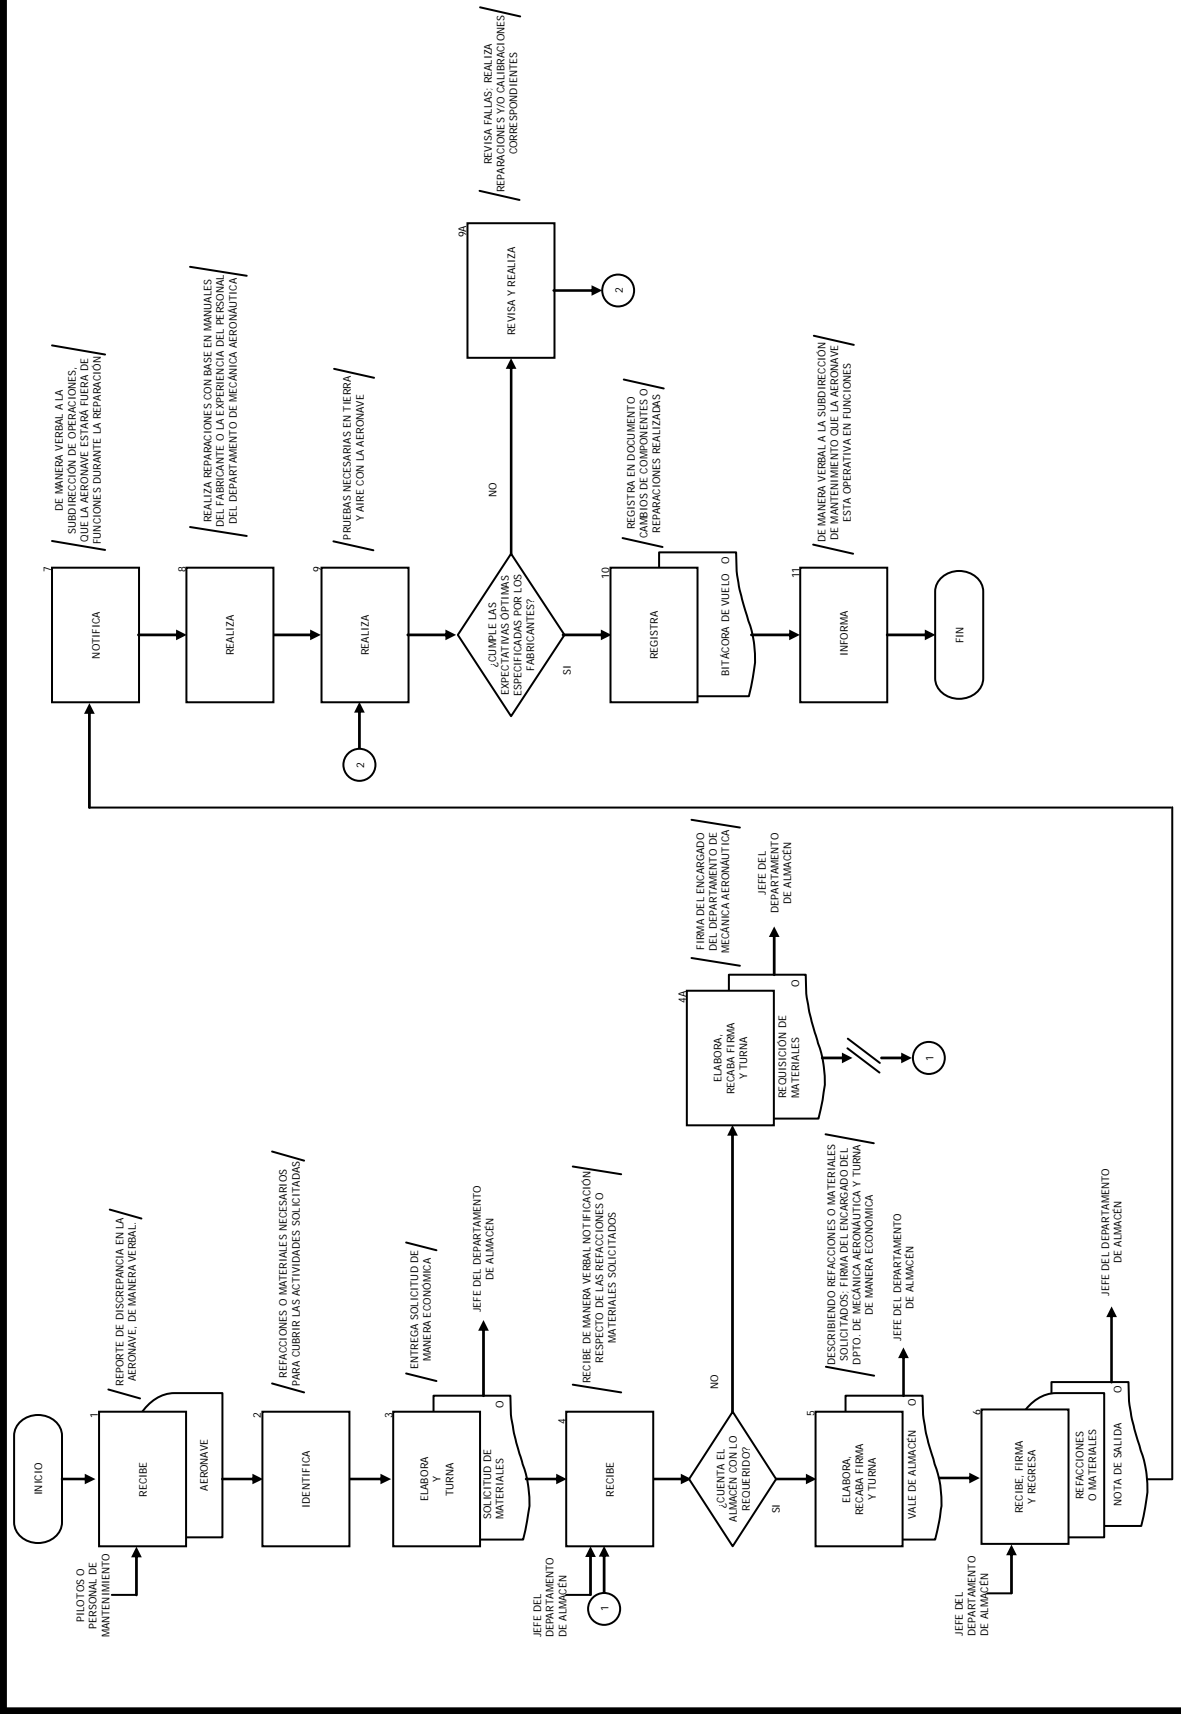 INICIO
PILOTOS O
PERSONAL DE
MANTENIMIENTO
1
RECIBE
AERONAVE
REPORTE DE DISCREPANCIA EN LA
AERONAVE, DE MANERA VERBAL.
2
IDENTIFICA
REFACCIONES O MATERIALES NECESARIOS
PARA CUBRIR LAS ACTIVIDADES SOLICITADAS
3
ELABORA
Y
TURNA
SOLICITUD DE
MATERIALES
O
ENTREGA SOLICITUD DE
MANERA ECONÓMICA
JEFE DEL DEPARTAMENTO
DE ALMACÉN
JEFE DEL
DEPARTAMENTO
DE ALMACÉN
1
4
RECIBE
RECIBE DE MANERA VERBAL NOTIFICACIÓN
RESPECTO DE LAS REFACCIONES O
MATERIALES SOLICITADOS
¿CUENTA EL
ALMACÉN CON LO
REQUERIDO?
NO
SI
4A
ELABORA,
RECABA FIRMA
Y TURNA
REQUISICIÓN DE
MATERIALES
O
FIRMA DEL ENCARGADO
DEL DEPARTAMENTO DE
MECÁNICA AERONÁUTICA
JEFE DEL
DEPARTAMENTO
DE ALMACÉN
1
5
ELABORA,
RECABA FIRMA
Y TURNA
VALE DE ALMACÉN
O
DESCRIBIENDO REFACCIONES O MATERIALES
SOLICITADOS; FIRMA DEL ENCARGADO DEL
DPTO. DE MECÁNICA AERONÁUTICA Y TURNA
DE MANERA ECONÓMICA
JEFE DEL DEPARTAMENTO
DE ALMACÉN
JEFE DEL
DEPARTAMENTO
DE ALMACÉN
6
RECIBE, FIRMA
Y REGRESA
REFACCIONES
O MATERIALES
NOTA DE SALIDA
O
JEFE DEL DEPARTAMENTO
DE ALMACÉN
7
NOTIFICA
DE MANERA VERBAL A LA
SUBDIRECCIÓN DE OPERACIONES,
QUE LA AERONAVE ESTARÁ FUERA DE
FUNCIONES DURANTE LA REPARACIÓN
8
REALIZA
REALIZA REPARACIONES CON BASE EN MANUALES
DEL FABRICANTE O LA EXPERIENCIA DEL PERSONAL
DEL DEPARTAMENTO DE MECÁNICA AERONÁUTICA
2
9
REALIZA
PRUEBAS NECESARIAS EN TIERRA
Y AIRE CON LA AERONAVE
¿CUMPLE LAS
EXPECTATIVAS ÓPTIMAS
ESPECIFICADAS POR LOS
FABRICANTES?
NO
SI
9A
REVISA Y REALIZA
REVISA FALLAS; REALIZA
REPARACIONES Y/O CALIBRACIONES
CORRESPONDIENTES
2
10
REGISTRA
BITÁCORA DE VUELO
O
REGISTRA EN DOCUMENTO
CAMBIOS DE COMPONENTES O
REPARACIONES REALIZADAS
11
INFORMA
DE MANERA VERBAL A LA SUBDIRECCIÓN
DE MANTENIMIENTO QUE LA AERONAVE
ESTA OPERATIVA EN FUNCIONES
FIN